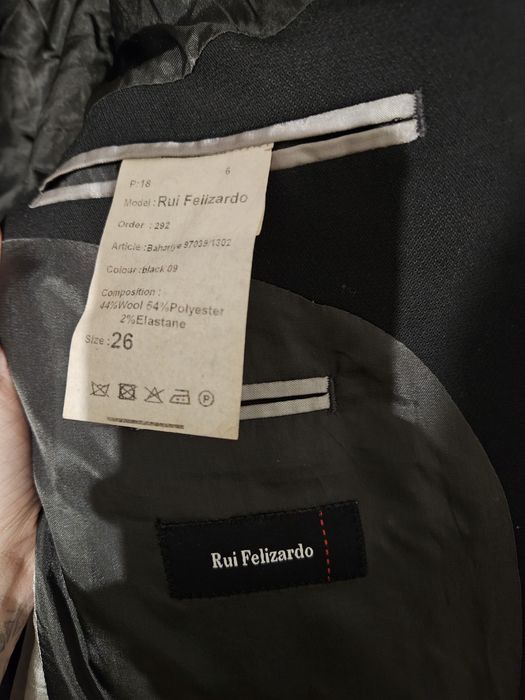 P:18 6
Model: Rui Felizardo
Order : 292
Article: Bahariye 97039/1302
Colour :black 09
Composition :
44%Wool 54%Polyester
2%Elastane
Size : 26
P
Rui Felizardo